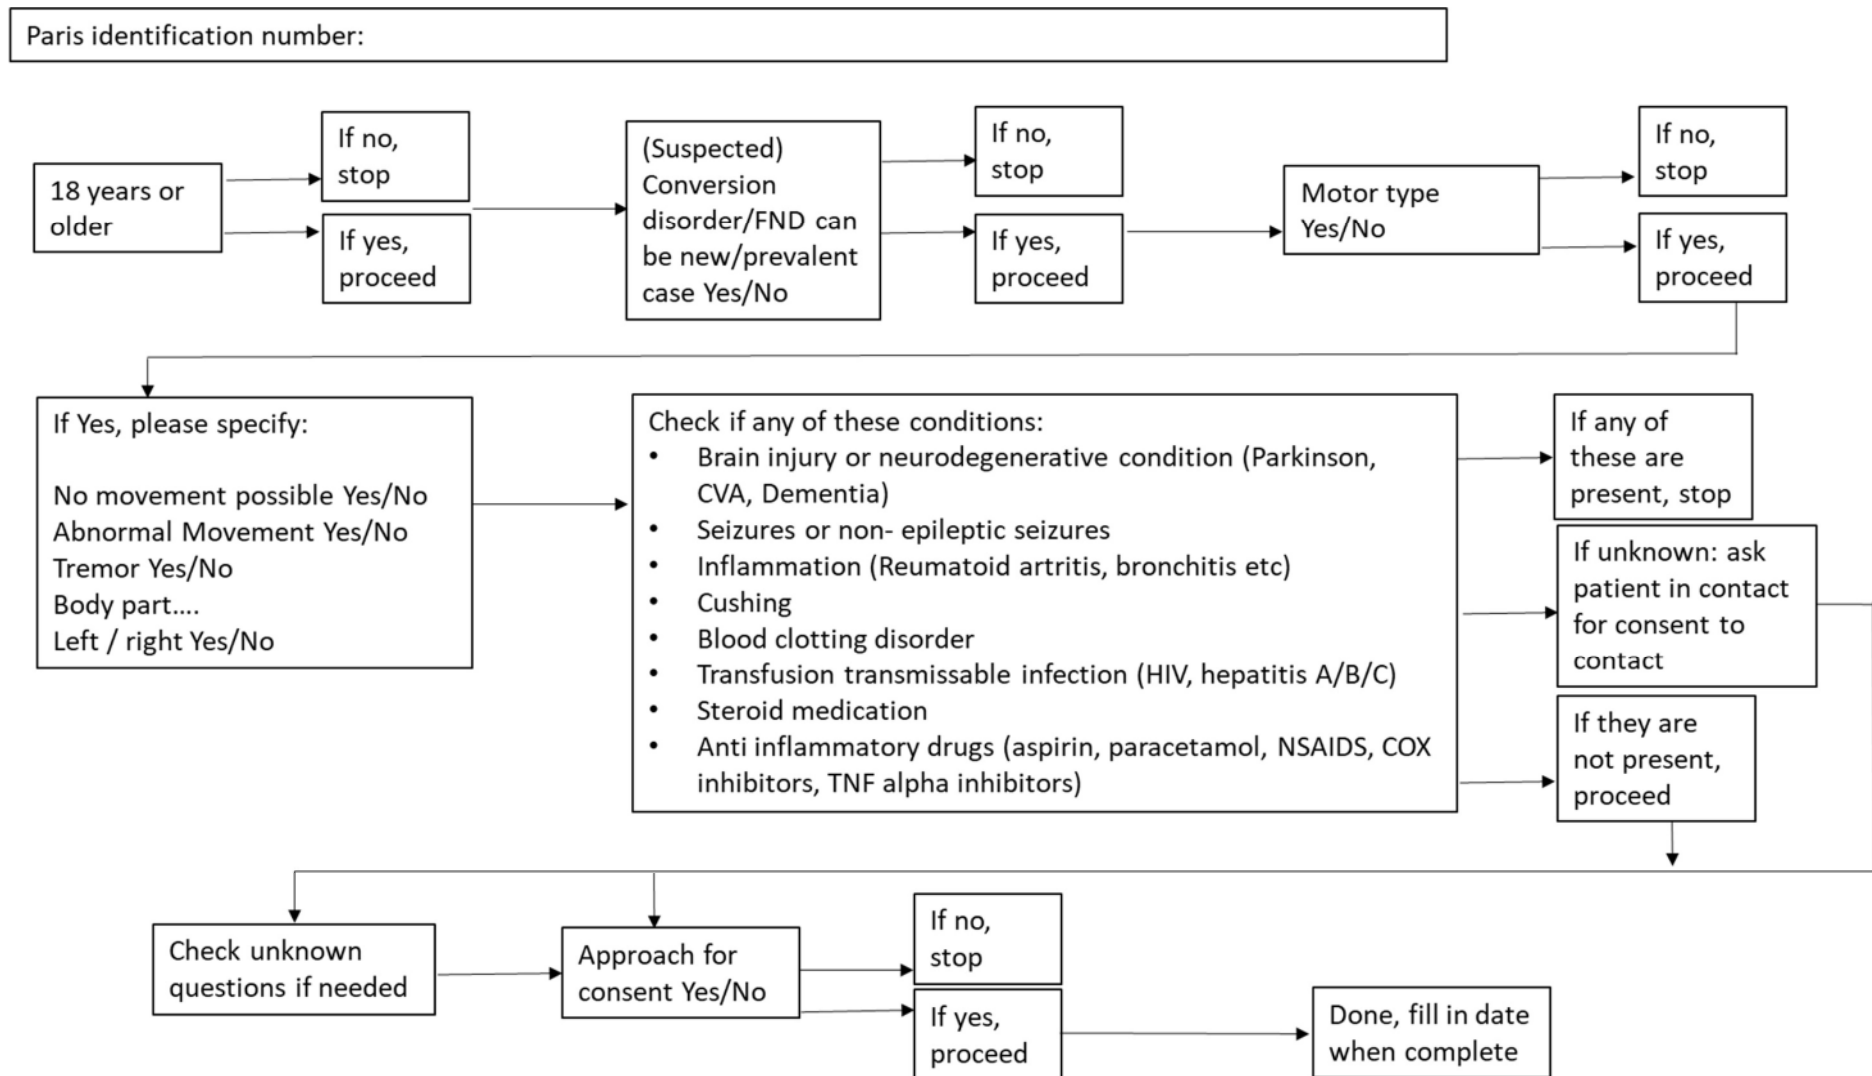 Paris identification number:
18 years or
older
If no,
stop
If yes,
proceed
(Suspected)
Conversion
disorder/FND can
be new/prevalent
case Yes/No
If no,
stop
If yes,
proceed
Motor type
Yes/No
If no,
stop
If yes,
proceed
If Yes, please specify:
No movement possible Yes/No
Abnormal Movement Yes/No
Tremor Yes/No
Body part....
Left / right Yes/No
Check if any of these conditions:
• Brain injury or neurodegenerative condition (Parkinson,
CVA, Dementia)
• Seizures or non- epileptic seizures
• Inflammation (Reumatoid artritis, bronchitis etc)
• Cushing
• Blood clotting disorder
• Transfusion transmissable infection (HIV, hepatitis A/B/C)
• Steroid medication
• Anti inflammatory drugs (aspirin, paracetamol, NSAIDS, COX
inhibitors, TNF alpha inhibitors)
If any of
these are
present, stop
If unknown: ask
patient in contact
for consent to
contact
If they are
not present,
proceed
Check unknown
questions if needed
Approach for
consent Yes/No
If no,
stop
If yes,
proceed
Done, fill in date
when complete